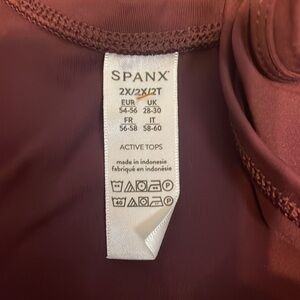 SPANX®
2X/2X/2T
EUR UK
54-56 28-30
FR IT
56-58 58-60
ACTIVE TOPS
made in indonesia
fabriqué en indonésie